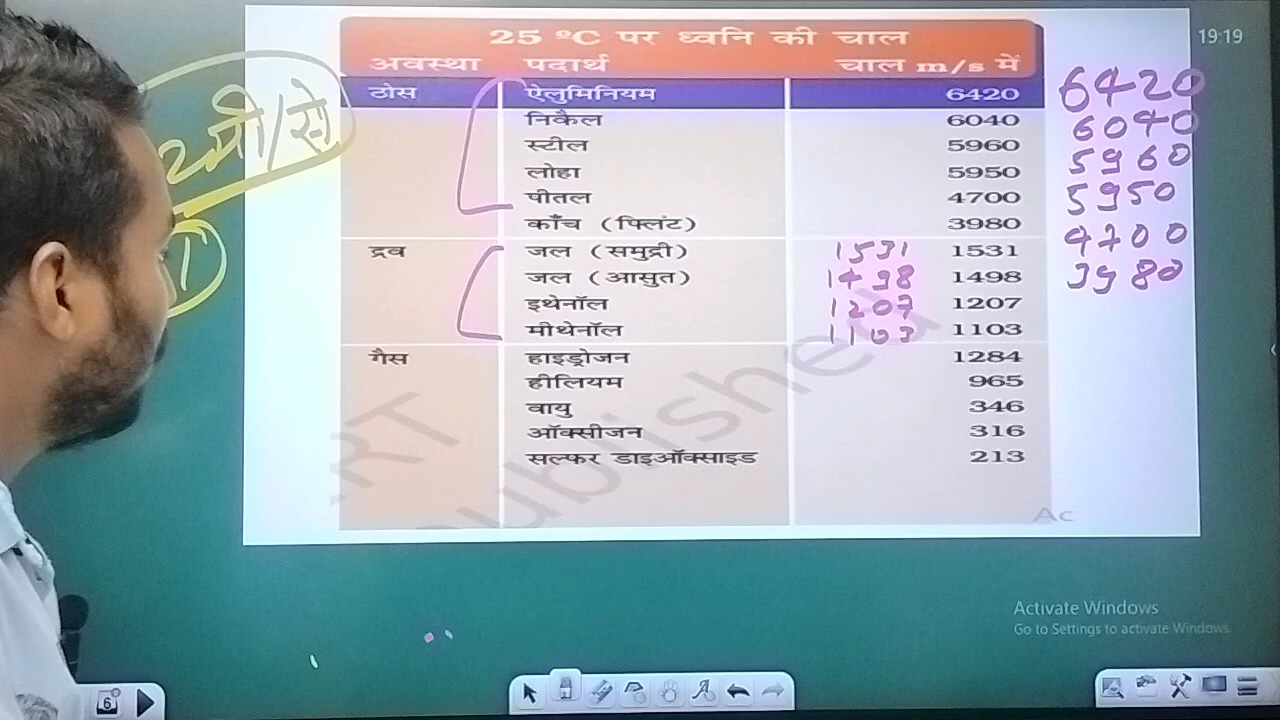 19:19
25 ºC पर ध्वनि की चाल
अवस्था पदार्थ चाल m/s में
ठोस ऐलुमिनियम 6420 6420
निकैल 6040 6040
स्टील 5960 5960
लोहा 5950 5950
पीतल 4700 4700
काँच (फ्लिंट) 3980 3980
द्रव जल (समुद्री) 1531 1531
जल (आसुत) 1498 1498
इथेनॉल 1207 1207
मीथेनॉल 1103 1103
गैस हाइड्रोजन 1284
हीलियम 965
वायु 346
ऑक्सीजन 316
सल्फर डाइऑक्साइड 213
मी/से
Ac
Activate Windows
Go to Settings to activate Windows.
6